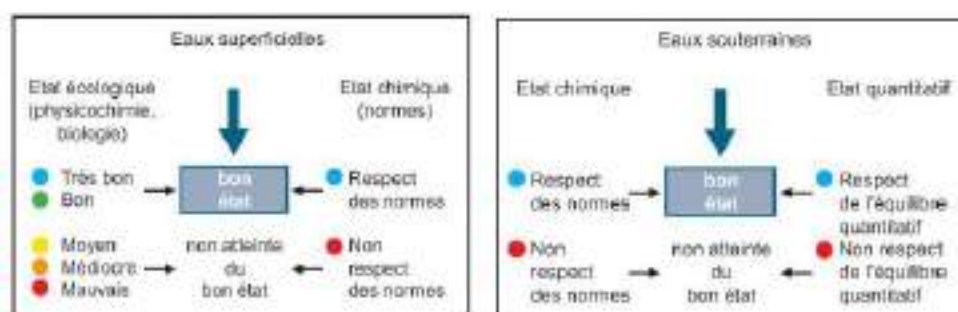 Eaux superficielles
Etat écologique
(physicochimie,
biologie)
Etat chimique
(normes)
Très bon
Bon
bon
état
Respect
des normes
Moyen
Médiocre
Mauvais
non atteinte
du
bon état
Non
respect
des normes
Eaux souterraines
Etat chimique
Etat quantitatif
Respect
des normes
bon
état
Respect
de l'équilibre
quantitatif
Non
respect
des normes
non atteinte
du
bon état
Non respect
de l'équilibre
quantitatif